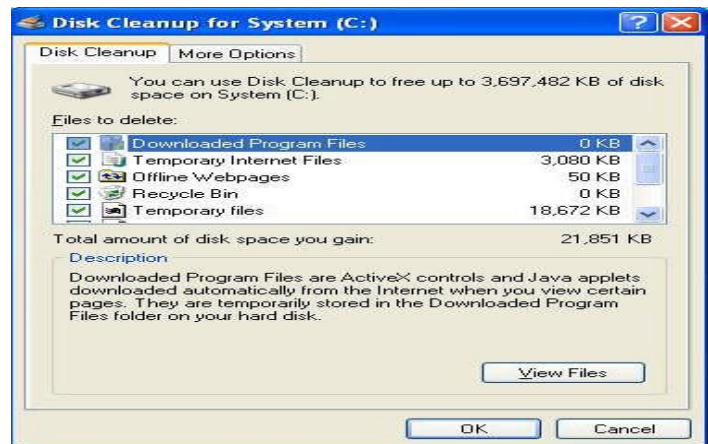 Disk Cleanup for System (C:)
Disk Cleanup More Options
You can use Disk Cleanup to free up to 3,697,482 KB of disk
space on System (C:).
Files to delete:
Downloaded Program Files 0 KB
Temporary Internet Files 3,080 KB
Offline Webpages 50 KB
Recycle Bin 0 KB
Temporary files 18,672 KB
Total amount of disk space you gain: 21,851 KB
Description
Downloaded Program Files are ActiveX controls and Java applets
downloaded automatically from the Internet when you view certain
pages. They are temporarily stored in the Downloaded Program
Files folder on your hard disk.
View Files
OK Cancel